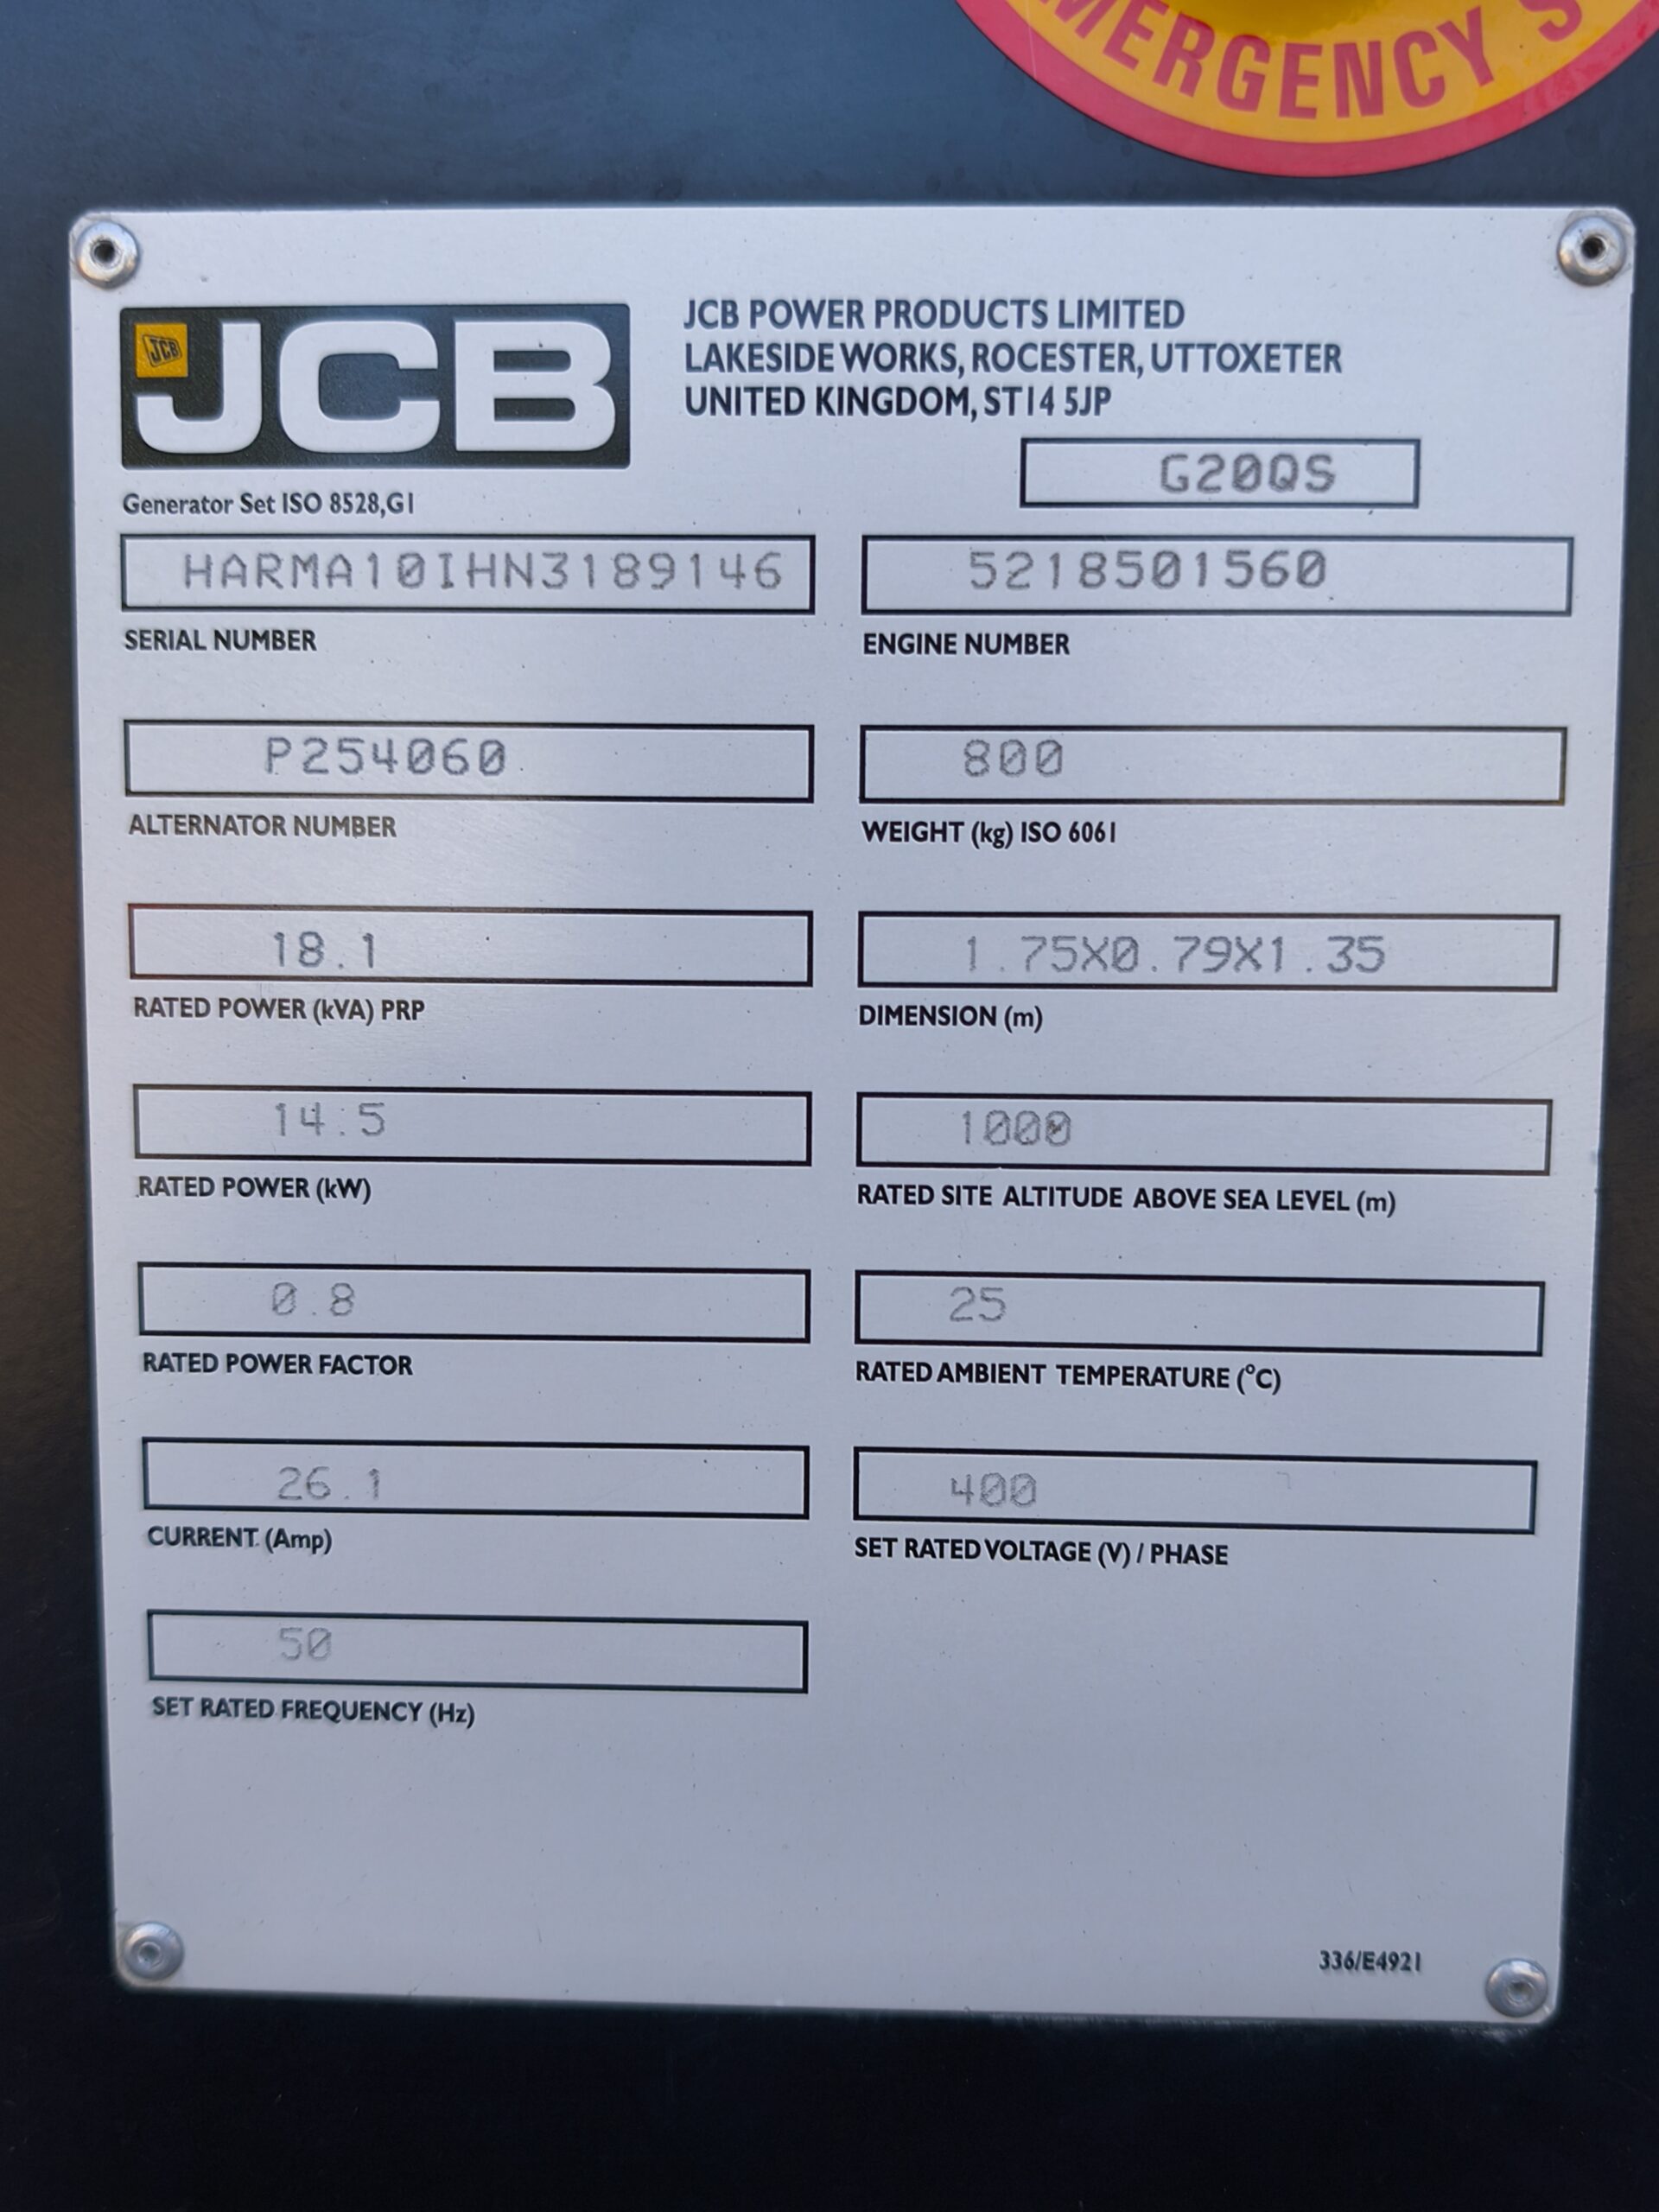 EMERGENCY S
JCB
JCB
JCB POWER PRODUCTS LIMITED
LAKESIDE WORKS, ROCESTER, UTTOXETER
UNITED KINGDOM, ST14 5JP
G20QS
Generator Set ISO 8528,G1
HARMA10IHN3189146
5218501560
SERIAL NUMBER
ENGINE NUMBER
P254060
800
ALTERNATOR NUMBER
WEIGHT (kg) ISO 6061
18.1
1.75X0.79X1.35
RATED POWER (kVA) PRP
DIMENSION (m)
14.5
1000
RATED POWER (kW)
RATED SITE ALTITUDE ABOVE SEA LEVEL (m)
0.8
25
RATED POWER FACTOR
RATED AMBIENT TEMPERATURE (°C)
26.1
400
CURRENT (Amp)
SET RATED VOLTAGE (V) / PHASE
50
SET RATED FREQUENCY (Hz)
336/E4921